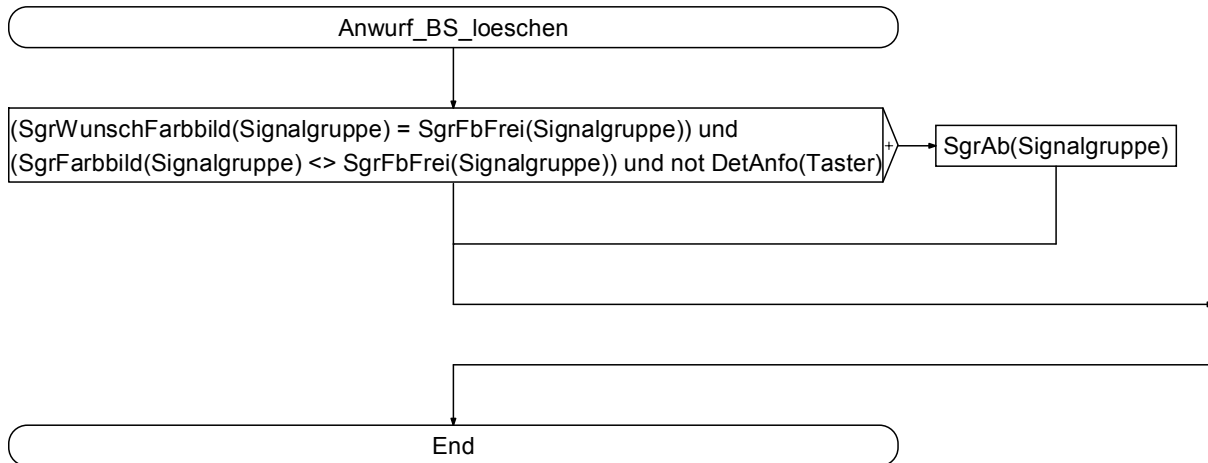 Anwurf_BS_loeschen
(SgrWunschFarbbild(Signalgruppe) = SgrFbFrei(Signalgruppe)) und
(SgrFarbbild(Signalgruppe) <> SgrFbFrei(Signalgruppe)) und not DetAnfo(Taster)
+
SgrAb(Signalgruppe)
End